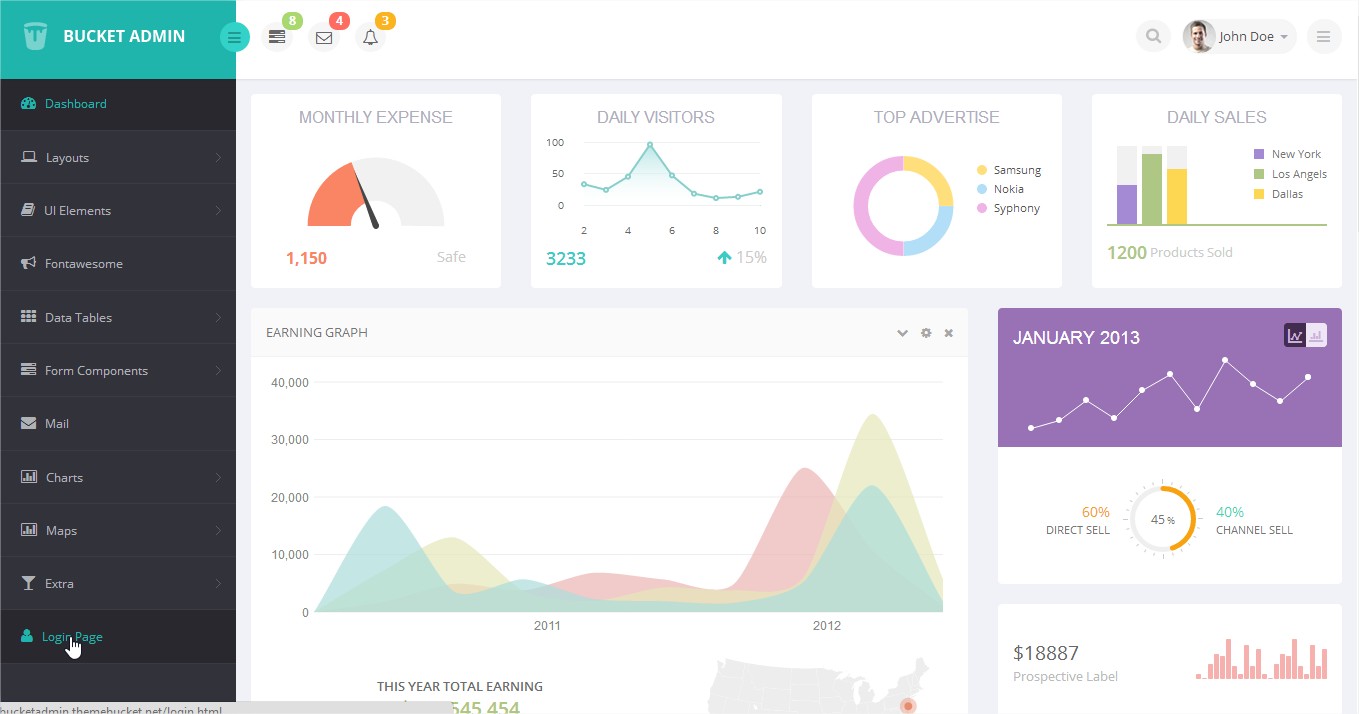 BUCKET ADMIN
8
4
3
John Doe
Dashboard
Layouts
UI Elements
Fontawesome
Data Tables
Form Components
Mail
Charts
Maps
Extra
Login Page
MONTHLY EXPENSE
1,150
Safe
DAILY VISITORS
100
50
0
2 4 6 8 10
3233
15%
TOP ADVERTISE
Samsung
Nokia
Syphony
DAILY SALES
New York
Los Angels
Dallas
1200 Products Sold
EARNING GRAPH
40,000
30,000
20,000
10,000
0
2011 2012
THIS YEAR TOTAL EARNING
545,454
JANUARY 2013
60%
DIRECT SELL
45 %
40%
CHANNEL SELL
$18887
Prospective Label
bucketadmin.themebucket.net/login.html